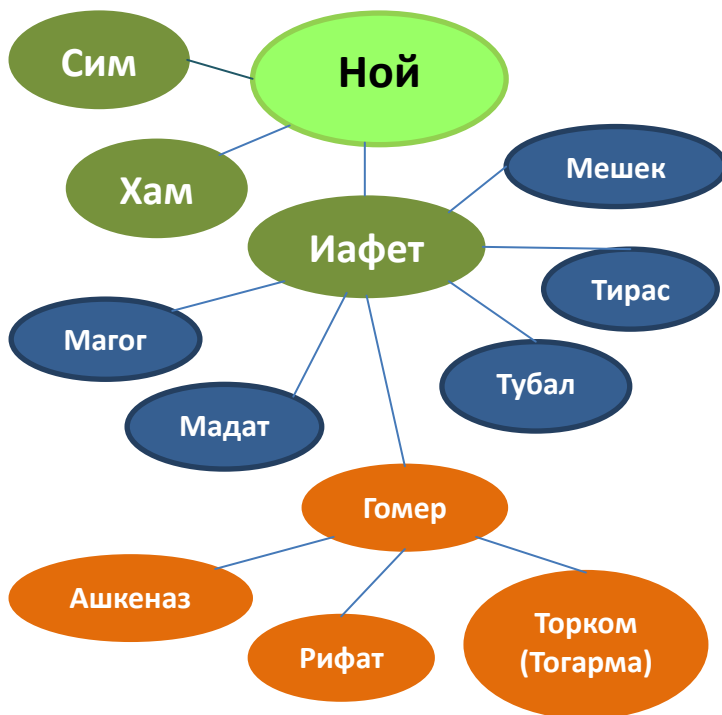 Сим
Ной
Мешек
Хам
Иафет
Тирас
Магог
Тубал
Мадат
Гомер
Ашкеназ
Рифат
Торком
(Тогарма)